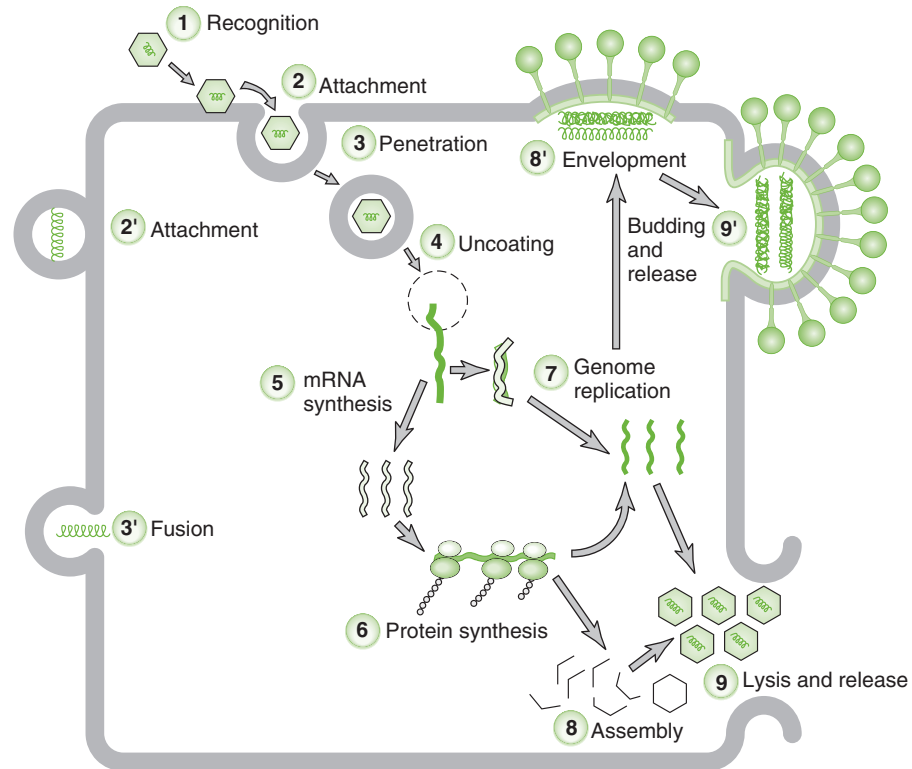 1 Recognition
2 Attachment
3 Penetration
8' Envelopment
2' Attachment
4 Uncoating
9'
Budding
and
release
5 mRNA
synthesis
7 Genome
replication
3' Fusion
6 Protein synthesis
9 Lysis and release
8 Assembly